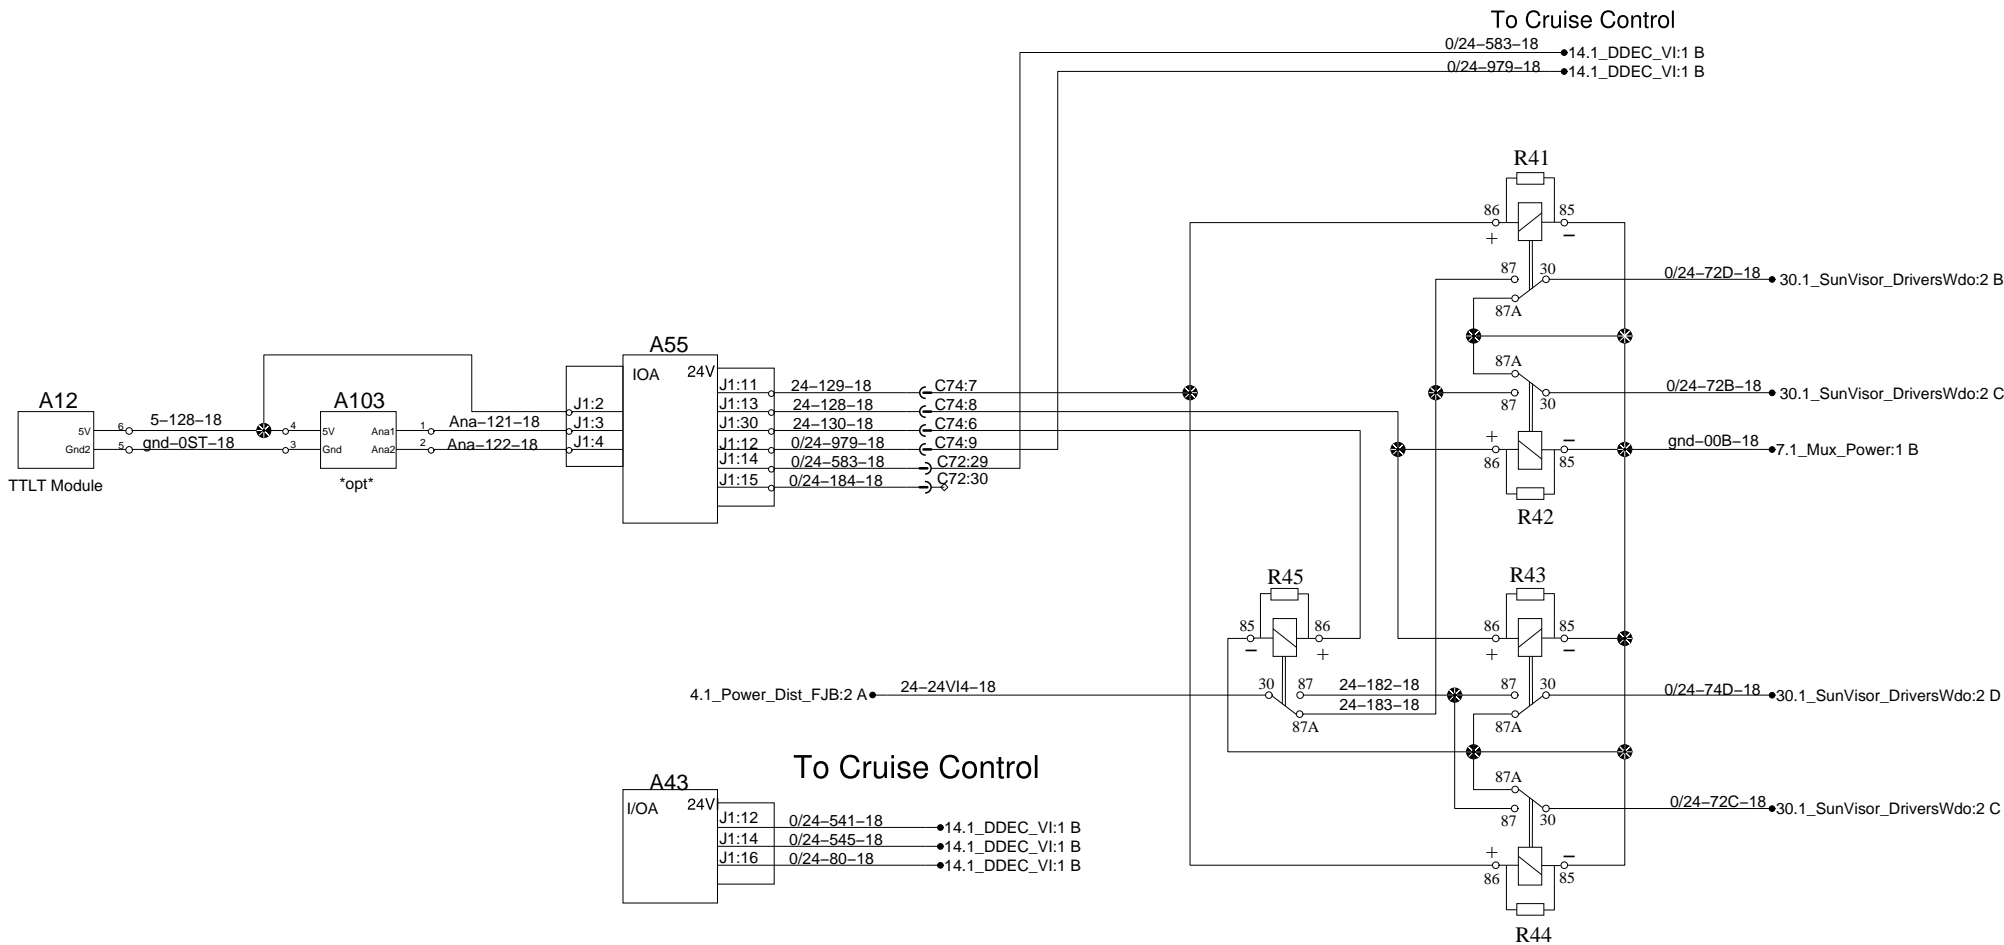 To Cruise Control
0/24−583−18
14.1_DDEC_VI:1 B
0/24−979−18
14.1_DDEC_VI:1 B
R41
86
85
+
−
87
30
0/24−72D−18
30.1_SunVisor_DriversWdo:2 B
87A
87A
0/24−72B−18
30.1_SunVisor_DriversWdo:2 C
87
30
+
−
gnd−00B−18
7.1_Mux_Power:1 B
86
85
R42
A12
5V
Gnd2
TTLT Module
6
5−128−18
5
gnd−0ST−18
A103
4
5V
Ana1
1
3
Gnd
Ana2
2
*opt*
Ana−121−18
Ana−122−18
A55
IOA
24V
J1:2
J1:3
J1:4
J1:11
24−129−18
C74:7
J1:13
24−128−18
C74:8
J1:30
24−130−18
C74:6
J1:12
0/24−979−18
C74:9
J1:14
0/24−583−18
C72:29
J1:15
0/24−184−18
C72:30
R45
85
86
−
+
4.1_Power_Dist_FJB:2 A
24−24VI4−18
30
87
24−182−18
24−183−18
87A
R43
86
85
+
−
87
30
0/24−74D−18
30.1_SunVisor_DriversWdo:2 D
87A
87A
0/24−72C−18
30.1_SunVisor_DriversWdo:2 C
87
30
+
−
86
85
R44
To Cruise Control
A43
I/OA
24V
J1:12
0/24−541−18
14.1_DDEC_VI:1 B
J1:14
0/24−545−18
14.1_DDEC_VI:1 B
J1:16
0/24−80−18
14.1_DDEC_VI:1 B